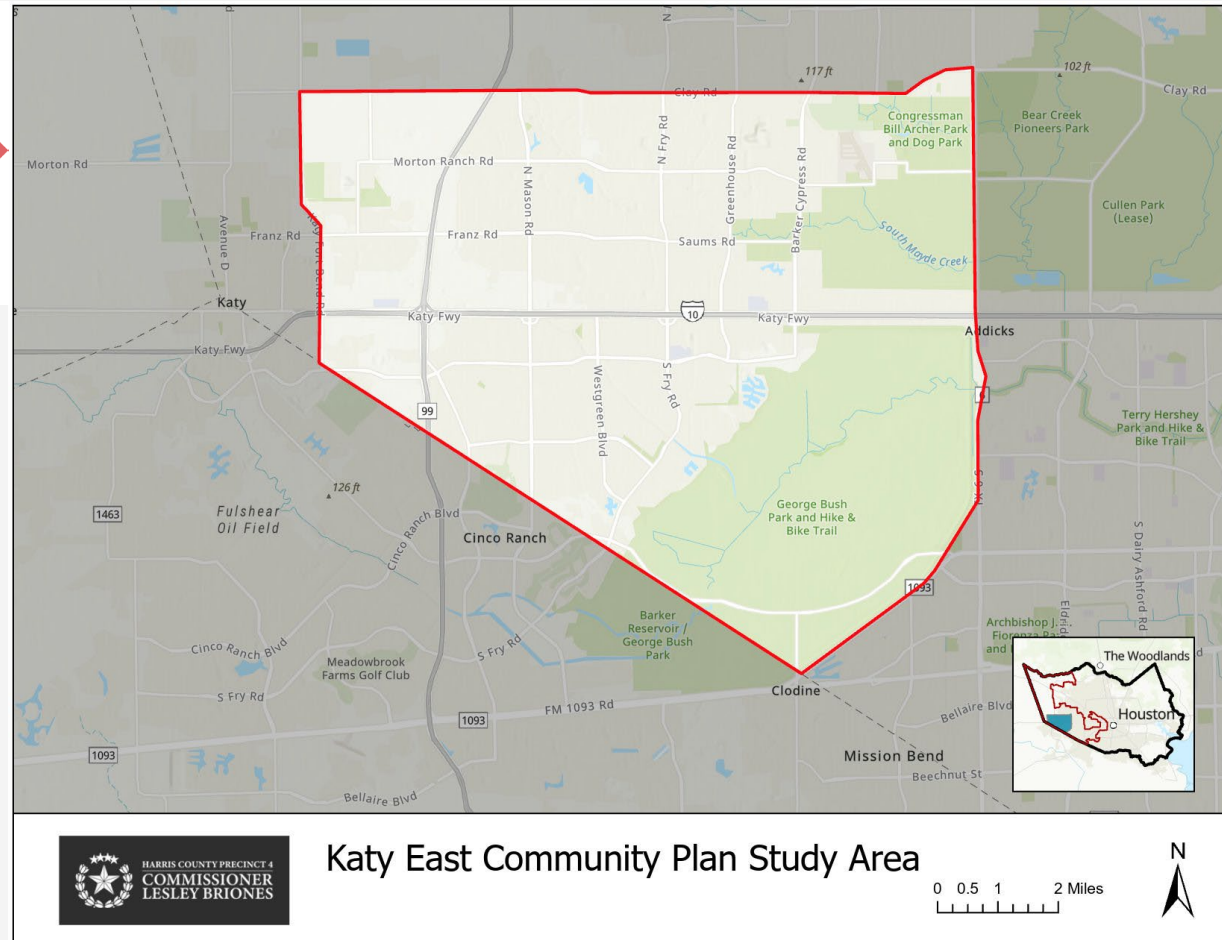 117 ft
102 ft
Clay Rd
Clay Rd
Congressman
Bill Archer Park
and Dog Park
Bear Creek
Pioneers Park
Morton Rd
Morton Ranch Rd
N Mason Rd
N Fry Rd
Greenhouse Rd
Barker Cypress Rd
Cullen Park
(Lease)
Avenue D
Franz Rd
Katy Fort Bend Rd
Franz Rd
Saums Rd
South Mayde Creek
Katy
Katy Fwy
10
Katy Fwy
Addicks
Katy Fwy
Westgreen Blvd
S Fry Rd
99
6
Terry Hershey
Park and Hike &
Bike Trail
126 ft
1463
Fulshear
Oil Field
Cinco Ranch Blvd
Cinco Ranch
George Bush
Park and Hike &
Bike Trail
S Dairy Ashford Rd
1093
Barker
Reservoir /
George Bush
Park
Archbishop J.
Cinco Ranch Blvd
S Fry Rd
Meadowbrook
Farms Golf Club
S Fry Rd
Clodine
1093
FM 1093 Rd
Bellaire Blvd
1093
Mission Bend
Beechnut St
Bellaire Blvd
The Woodlands
Houston
HARRIS COUNTY PRECINCT 4
COMMISSIONER
LESLEY BRIONES
Katy East Community Plan Study Area
0 0.5 1 2 Miles
N